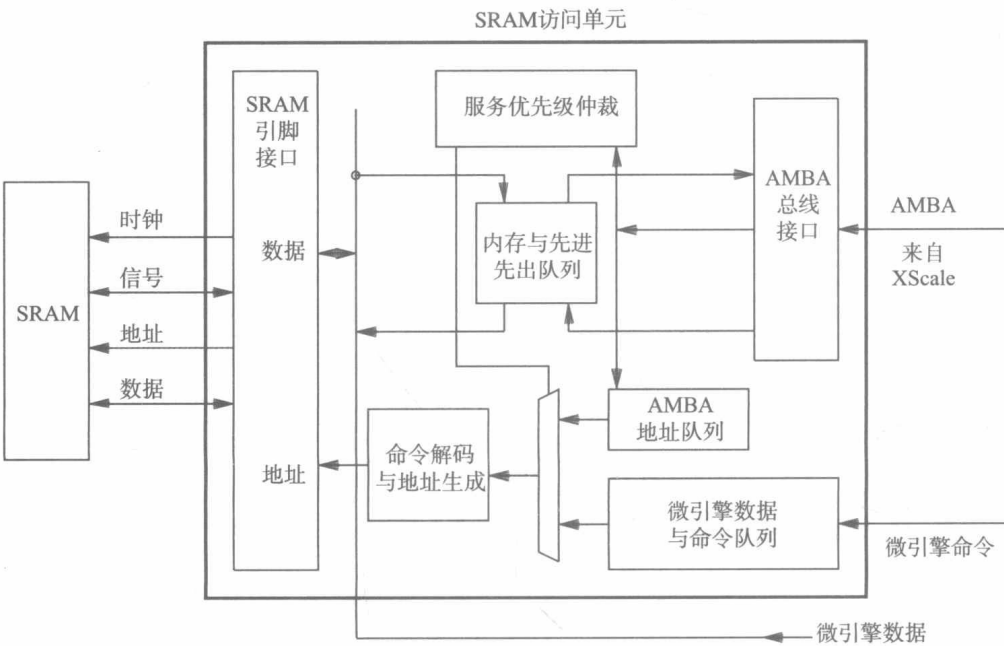 SRAM访问单元
SRAM
引脚
接口
服务优先级仲裁
AMBA
总线
接口
AMBA
来自
XScale
时钟
信号
SRAM
地址
数据
数据
内存与先进
先出队列
AMBA
地址队列
命令解码
与地址生成
地址
微引擎数据
与命令队列
微引擎命令
微引擎数据